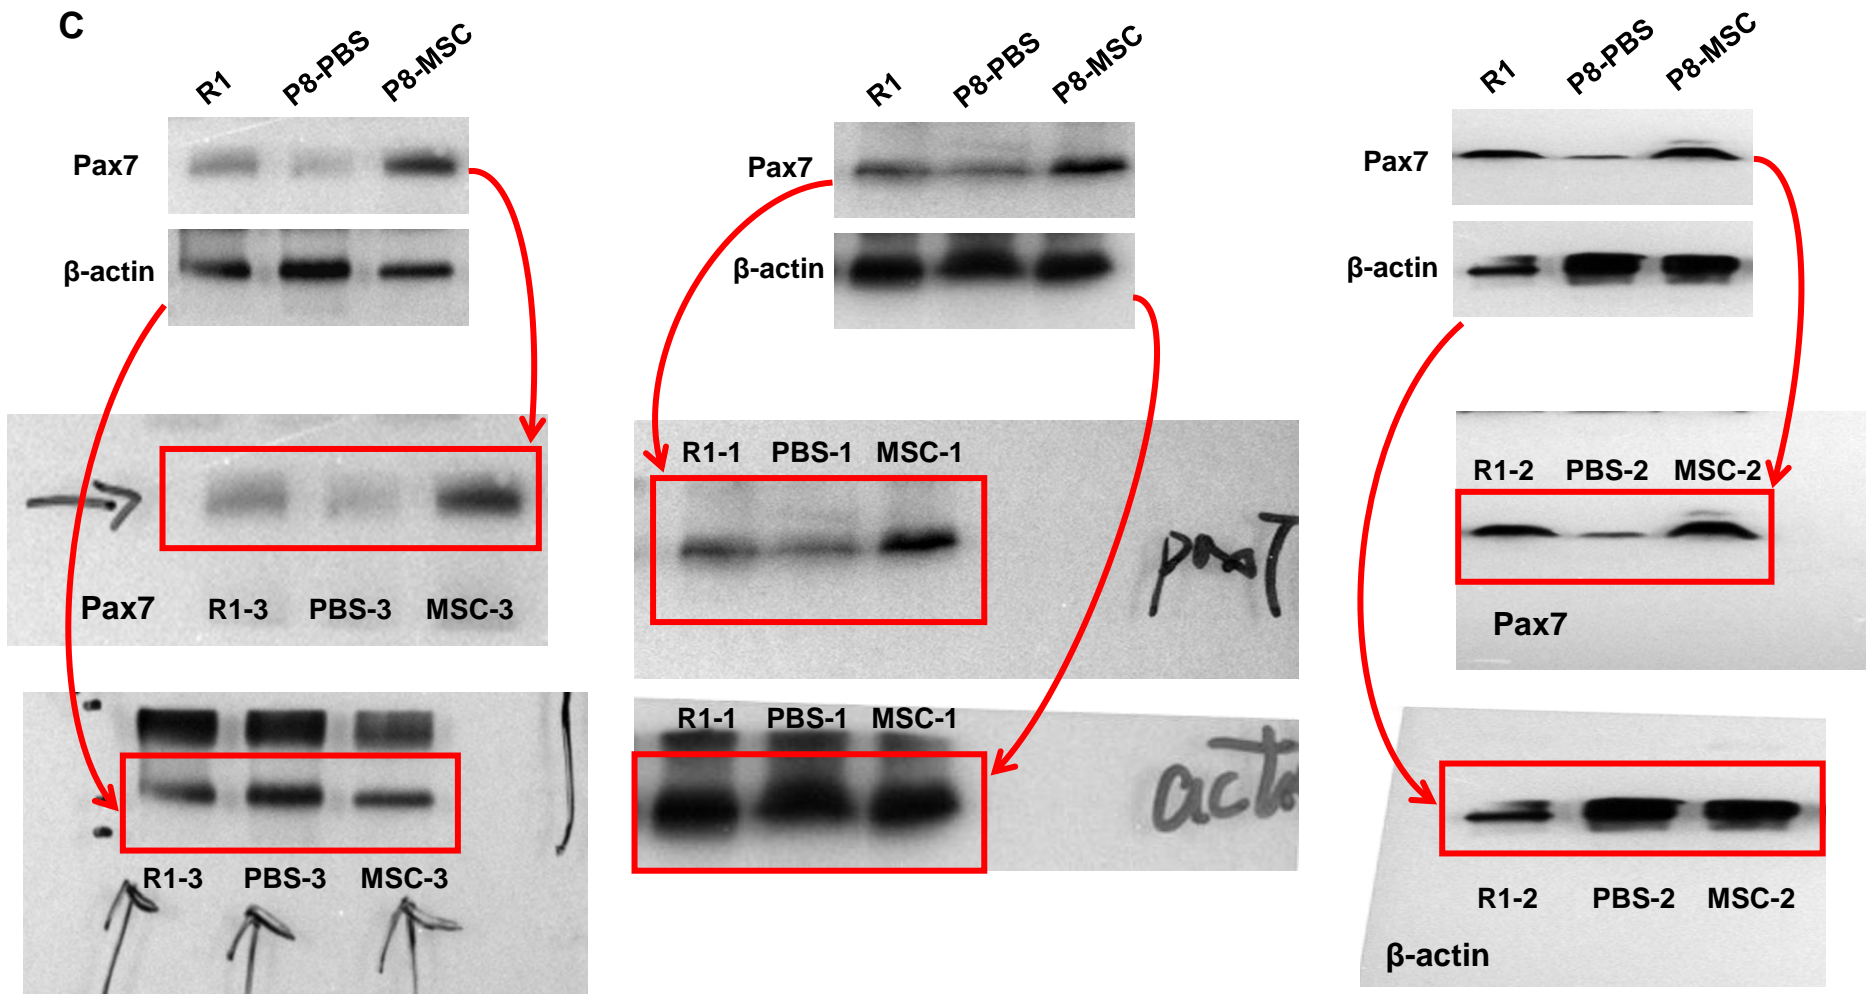 C
R1 P8-PBS P8-MSC
Pax7
β-actin
Pax7 R1-3 PBS-3 MSC-3
R1-3 PBS-3 MSC-3
R1 P8-PBS P8-MSC
Pax7
β-actin
R1-1 PBS-1 MSC-1
pax7
R1-1 PBS-1 MSC-1
R1 P8-PBS P8-MSC
Pax7
β-actin
R1-2 PBS-2 MSC-2
Pax7
R1-2 PBS-2 MSC-2
β-actin